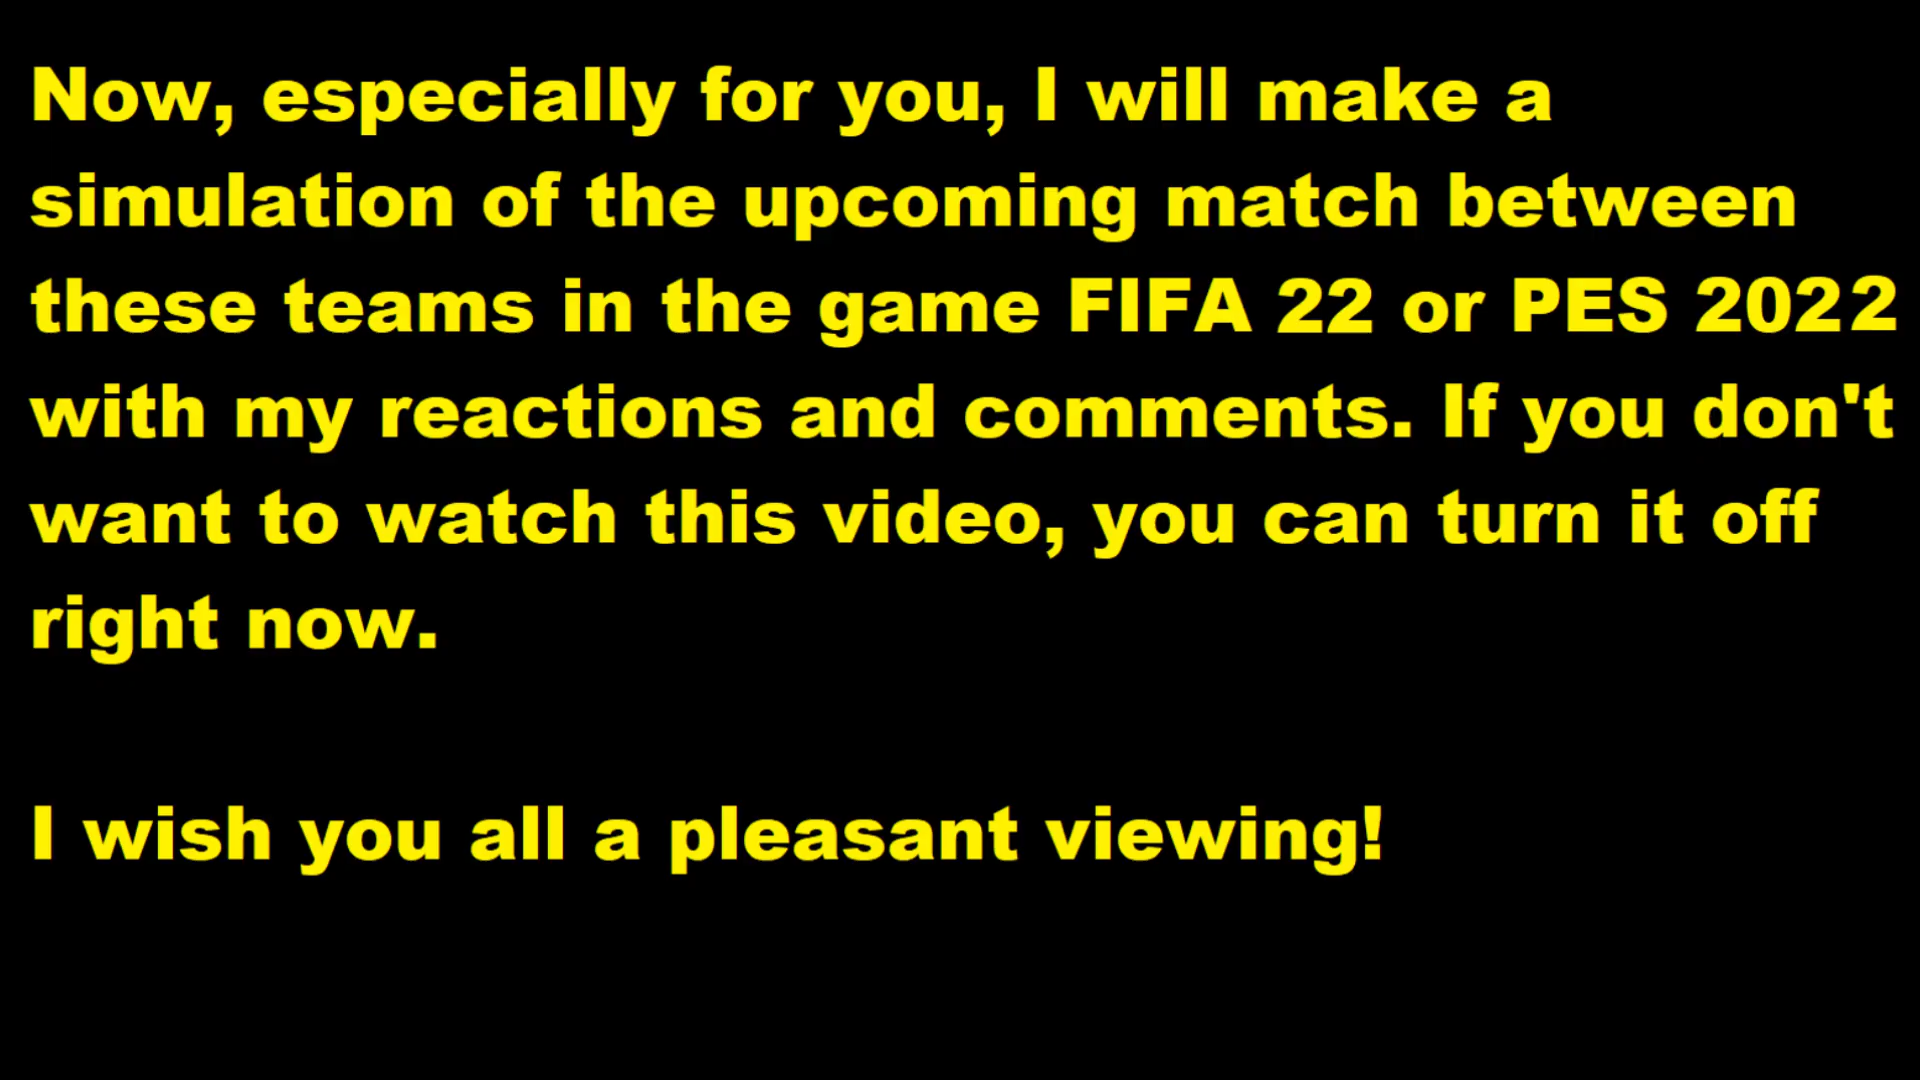 Now, especially for you, I will make a
simulation of the upcoming match between
these teams in the game FIFA 22 or PES 2022
with my reactions and comments. If you don't
want to watch this video, you can turn it off
right now.
I wish you all a pleasant viewing!